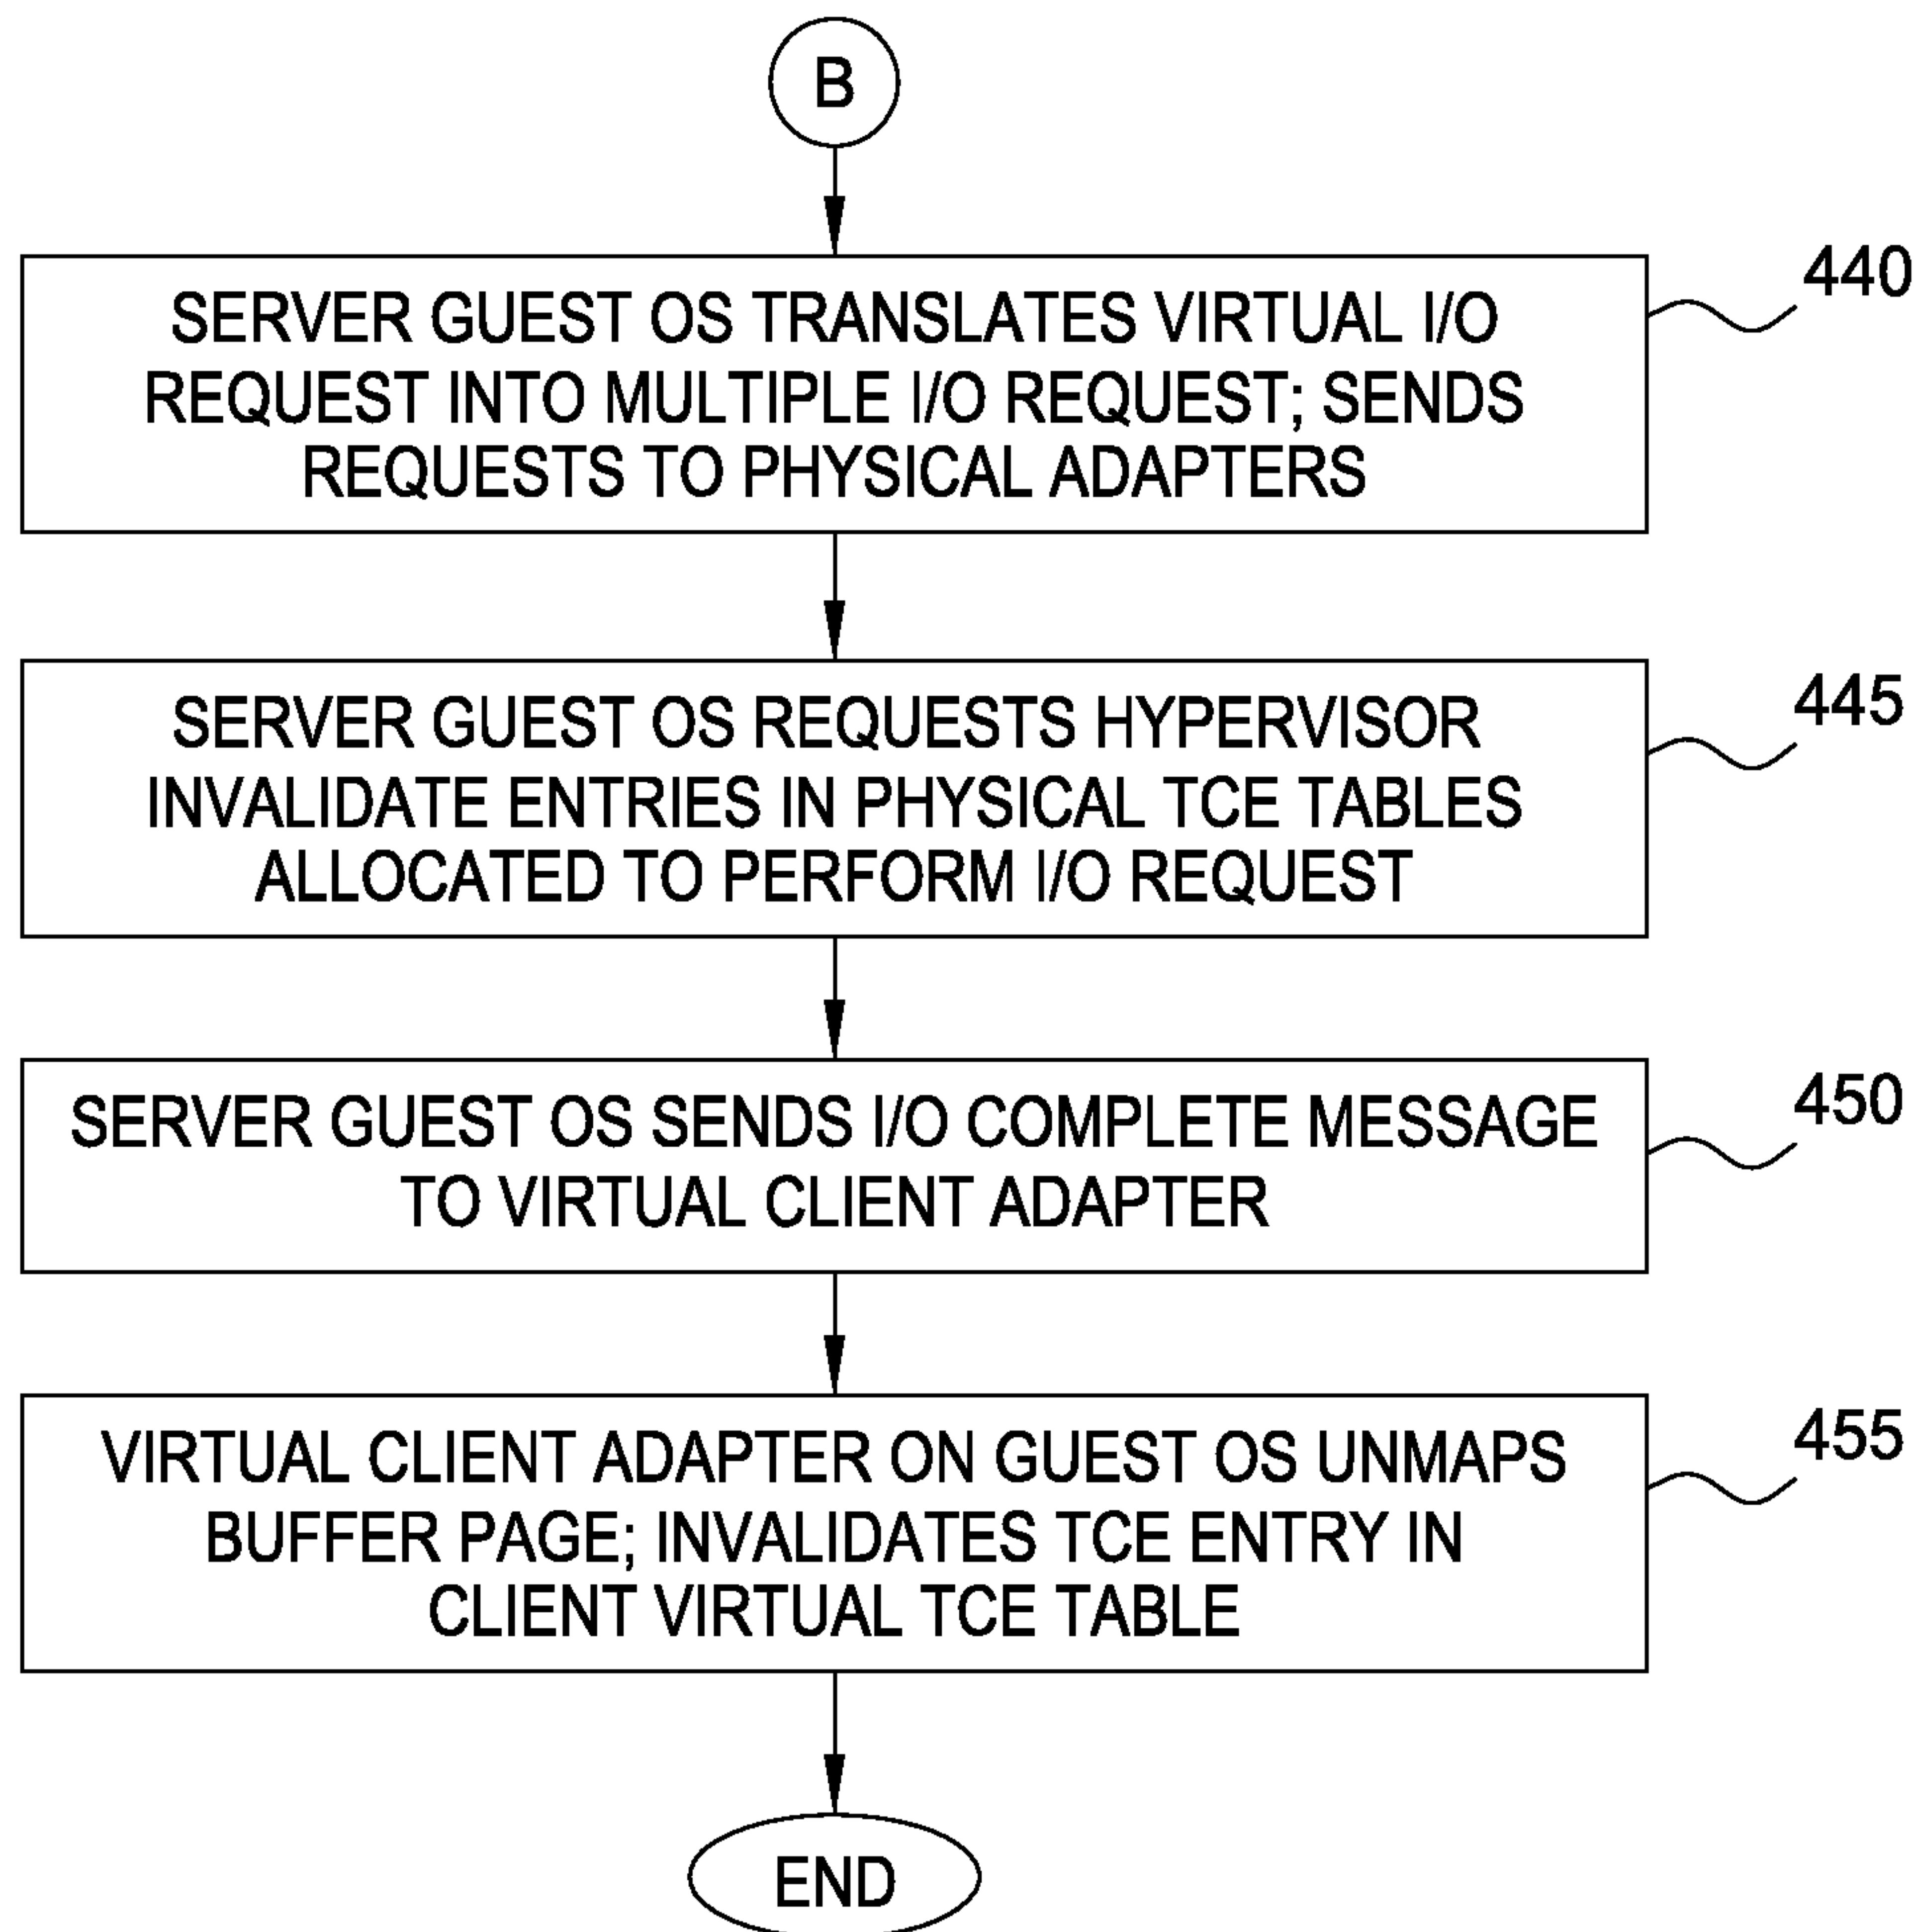 B
440
SERVER GUEST OS TRANSLATES VIRTUAL I/O
REQUEST INTO MULTIPLE I/O REQUEST; SENDS
REQUESTS TO PHYSICAL ADAPTERS
445
SERVER GUEST OS REQUESTS HYPERVISOR
INVALIDATE ENTRIES IN PHYSICAL TCE TABLES
ALLOCATED TO PERFORM I/O REQUEST
450
SERVER GUEST OS SENDS I/O COMPLETE MESSAGE
TO VIRTUAL CLIENT ADAPTER
455
VIRTUAL CLIENT ADAPTER ON GUEST OS UNMAPS
BUFFER PAGE; INVALIDATES TCE ENTRY IN
CLIENT VIRTUAL TCE TABLE
END